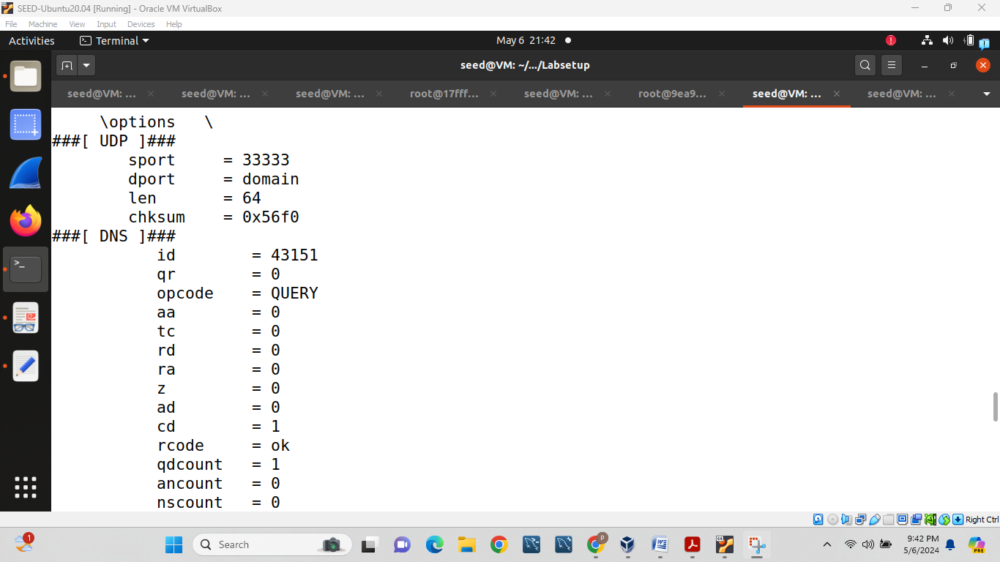 SEED-Ubuntu20.04 [Running] - Oracle VM VirtualBox
File Machine View Input Devices Help
Activities Terminal May 6 21:42
seed@VM: ~/.../Labsetup
seed@VM: ... seed@VM: ... seed@VM: ... root@17fff... seed@VM: ... root@9ea9... seed@VM: ... seed@VM: ...
\options \
###[ UDP ]###
sport = 33333
dport = domain
len = 64
chksum = 0x56f0
###[ DNS ]###
id = 43151
qr = 0
opcode = QUERY
aa = 0
tc = 0
rd = 0
ra = 0
z = 0
ad = 0
cd = 1
rcode = ok
qdcount = 1
ancount = 0
nscount = 0
Right Ctrl
1
Search
P
64
PRE
9:42 PM
5/6/2024